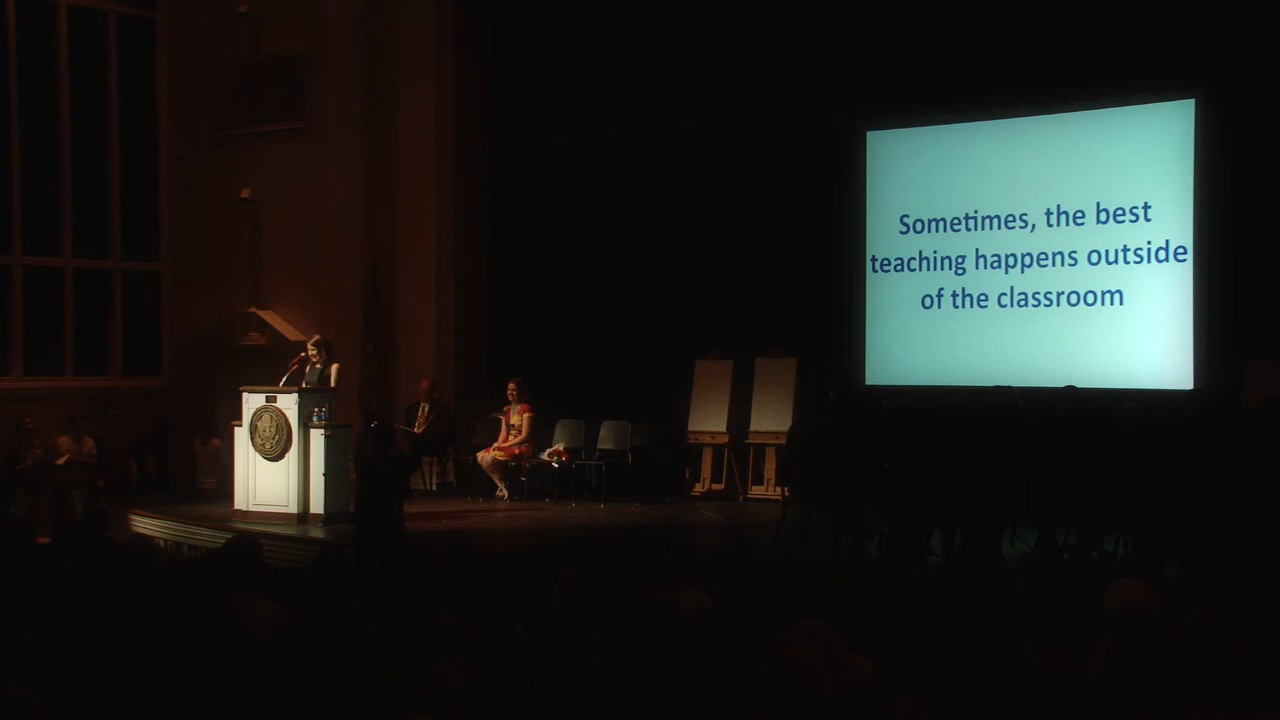 Sometimes, the best
teaching happens outside
of the classroom